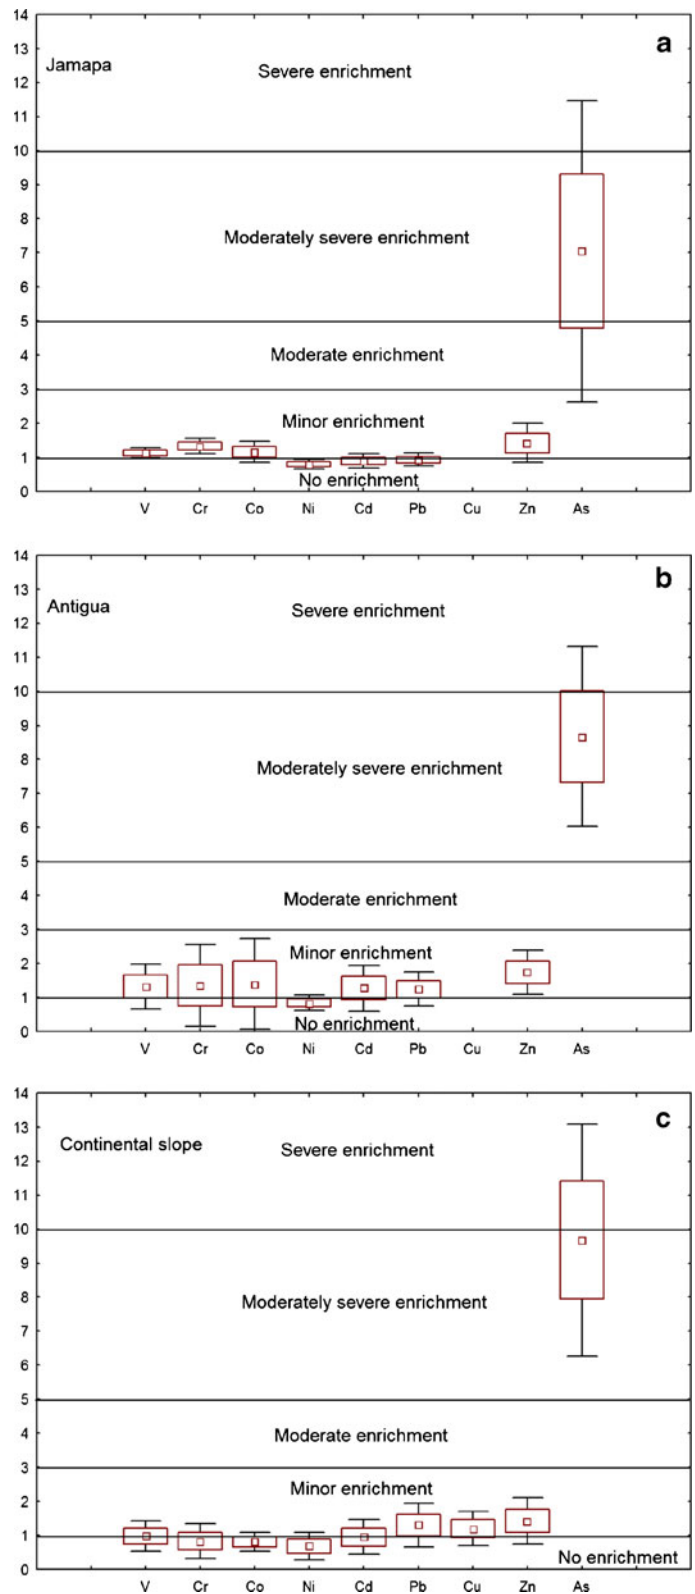 14
a
Jamapa
Severe enrichment
13
12
11
10
9
8
Moderately severe enrichment
7
6
5
4
Moderate enrichment
3
2
Minor enrichment
1
0
No enrichment
V Cr Co Ni Cd Pb Cu Zn As
14
b
Antigua
Severe enrichment
13
12
11
10
9
8
Moderately severe enrichment
7
6
5
4
Moderate enrichment
3
2
Minor enrichment
1
0
No enrichment
V Cr Co Ni Cd Pb Cu Zn As
14
c
Continental slope
Severe enrichment
13
12
11
10
9
8
Moderately severe enrichment
7
6
5
4
Moderate enrichment
3
2
Minor enrichment
1
0
No enrichment
V Cr Co Ni Cd Pb Cu Zn As